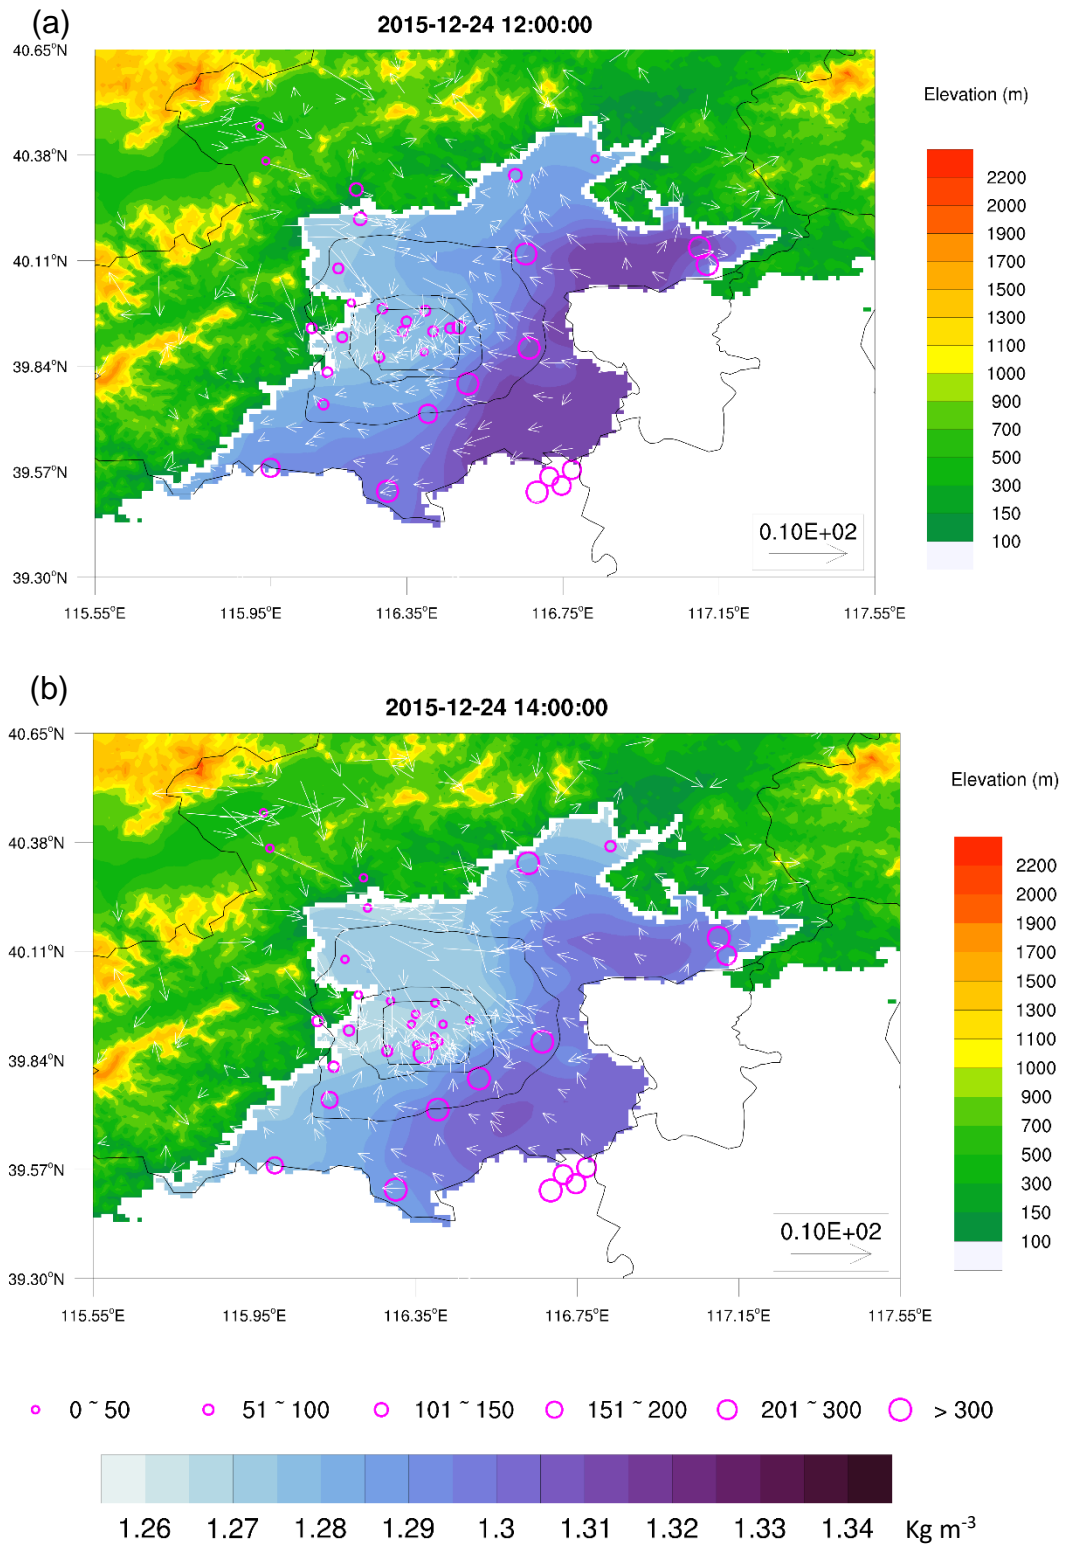 (a)
2015-12-24 12:00:00
40.65°N
40.38°N
40.11°N
39.84°N
39.57°N
39.30°N
115.55°E 115.95°E 116.35°E 116.75°E 117.15°E 117.55°E
0.10E+02
Elevation (m)
2200
2000
1900
1700
1500
1300
1100
1000
900
700
500
300
150
100
(b)
2015-12-24 14:00:00
40.65°N
40.38°N
40.11°N
39.84°N
39.57°N
39.30°N
115.55°E 115.95°E 116.35°E 116.75°E 117.15°E 117.55°E
0.10E+02
Elevation (m)
2200
2000
1900
1700
1500
1300
1100
1000
900
700
500
300
150
100
0 ~ 50 51 ~ 100 101 ~ 150 151 ~ 200 201 ~ 300 > 300
1.26 1.27 1.28 1.29 1.3 1.31 1.32 1.33 1.34 Kg m⁻³